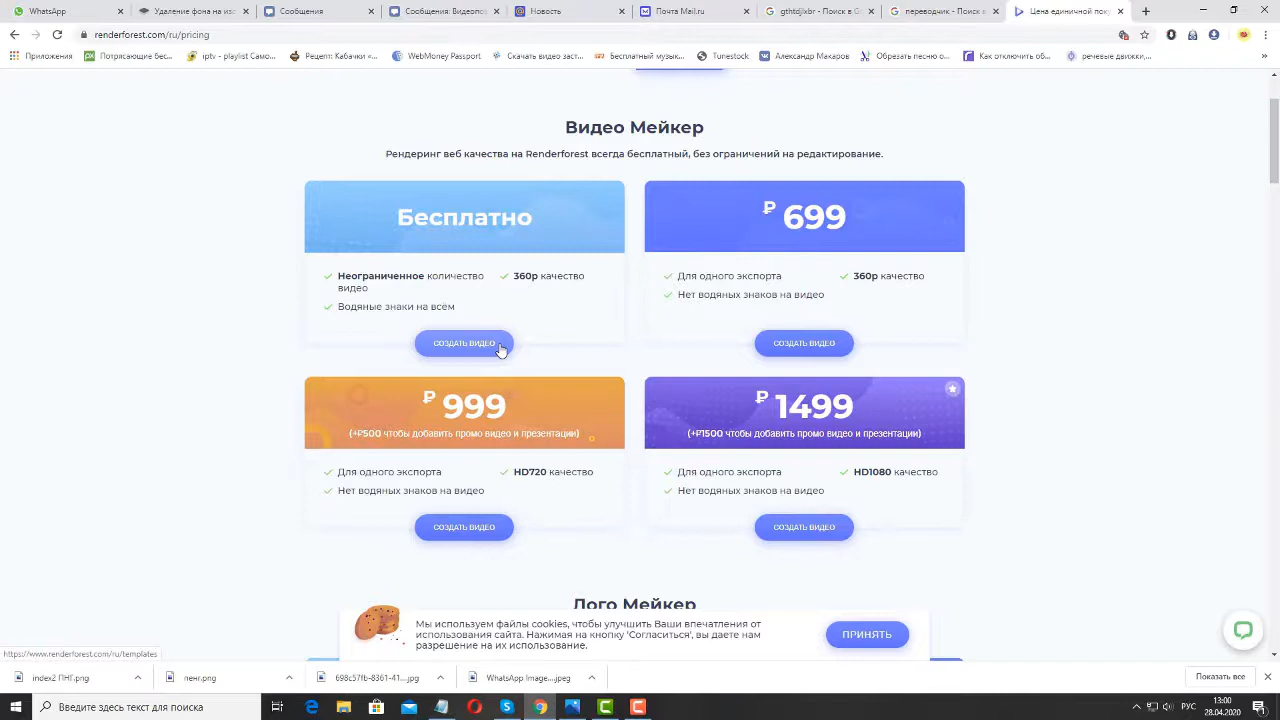 WhatsApp
Удаление фона на из
Сообщения
Сообщения: Видеопоз
Новость
Почта Mail.ru
gthtdjlxbr - Поиск в G
переводчик - Поиск в
Цена единичной пок
renderforest.com/ru/pricing
Приложения
Потрясающие бес...
iptv - playlist Само...
Рецепт: Кабачки «...
WebMoney Passport
Скачать видео заст...
Бесплатный музык...
Tunestock
Александр Макаров
Обрезать песню о...
Как отключить об...
речевые движки,...
Видео Мейкер
Рендеринг веб качества на Renderforest всегда бесплатный, без ограничений на редактирование.
Бесплатно
Неограниченное количество видео
360p качество
Водяные знаки на всём
СОЗДАТЬ ВИДЕО
₽ 699
Для одного экспорта
360p качество
Нет водяных знаков на видео
СОЗДАТЬ ВИДЕО
₽ 999
(+₽500 чтобы добавить промо видео и презентации)
Для одного экспорта
HD720 качество
Нет водяных знаков на видео
СОЗДАТЬ ВИДЕО
₽ 1499
(+₽1500 чтобы добавить промо видео и презентации)
Для одного экспорта
HD1080 качество
Нет водяных знаков на видео
СОЗДАТЬ ВИДЕО
Лого Мейкер
Мы используем файлы cookies, чтобы улучшить Ваши впечатления от
использования сайта. Нажимая на кнопку 'Согласиться', вы даете нам
разрешение на их использование.
ПРИНЯТЬ
https://www.renderforest.com/ru/templates
index2 ПНГ.png
пенг.png
698c57fb-8361-41....jpg
WhatsApp Image....jpeg
Показать все
Введите здесь текст для поиска
РУС
13:00
28.04.2020